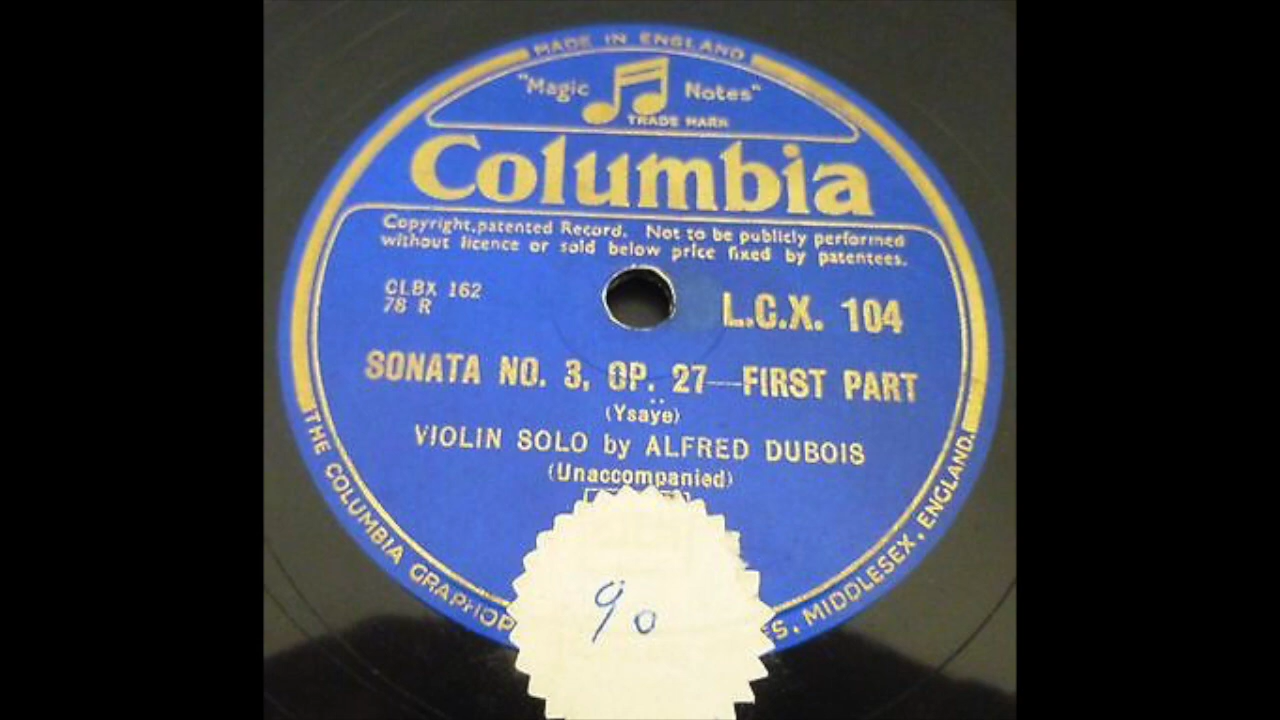 MADE IN ENGLAND
"Magic Notes"
TRADE MARK
Columbia
Copyright, patented Record. Not to be publicly performed
without licence or sold below price fixed by patentees.
CLBX 162
78 R
L.C.X. 104
SONATA NO. 3, OP. 27—FIRST PART
(Ysaÿe)
VIOLIN SOLO by ALFRED DUBOIS
(Unaccompanied)
90
THE COLUMBIA GRAPHOP
ES, MIDDLESEX, ENGLAND.